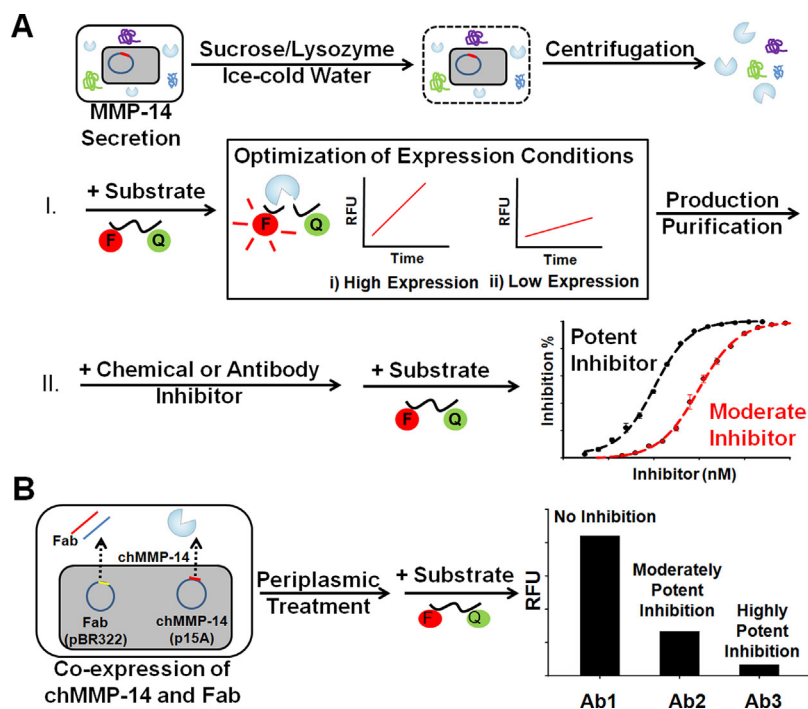 A
Sucrose/Lysozyme
Ice-cold Water
Centrifugation
MMP-14
Secretion
I.
+ Substrate
F
Q
Optimization of Expression Conditions
F
Q
RFU
Time
i) High Expression
RFU
Time
ii) Low Expression
Production
Purification
II.
+ Chemical or Antibody
Inhibitor
+ Substrate
F
Q
Inhibition %
Potent
Inhibitor
Moderate
Inhibitor
Inhibitor (nM)
B
Fab
chMMP-14
Fab
(pBR322)
chMMP-14
(p15A)
Co-expression of
chMMP-14 and Fab
Periplasmic
Treatment
+ Substrate
F
Q
RFU
No Inhibition
Moderately
Potent
Inhibition
Highly
Potent
Inhibition
Ab1
Ab2
Ab3